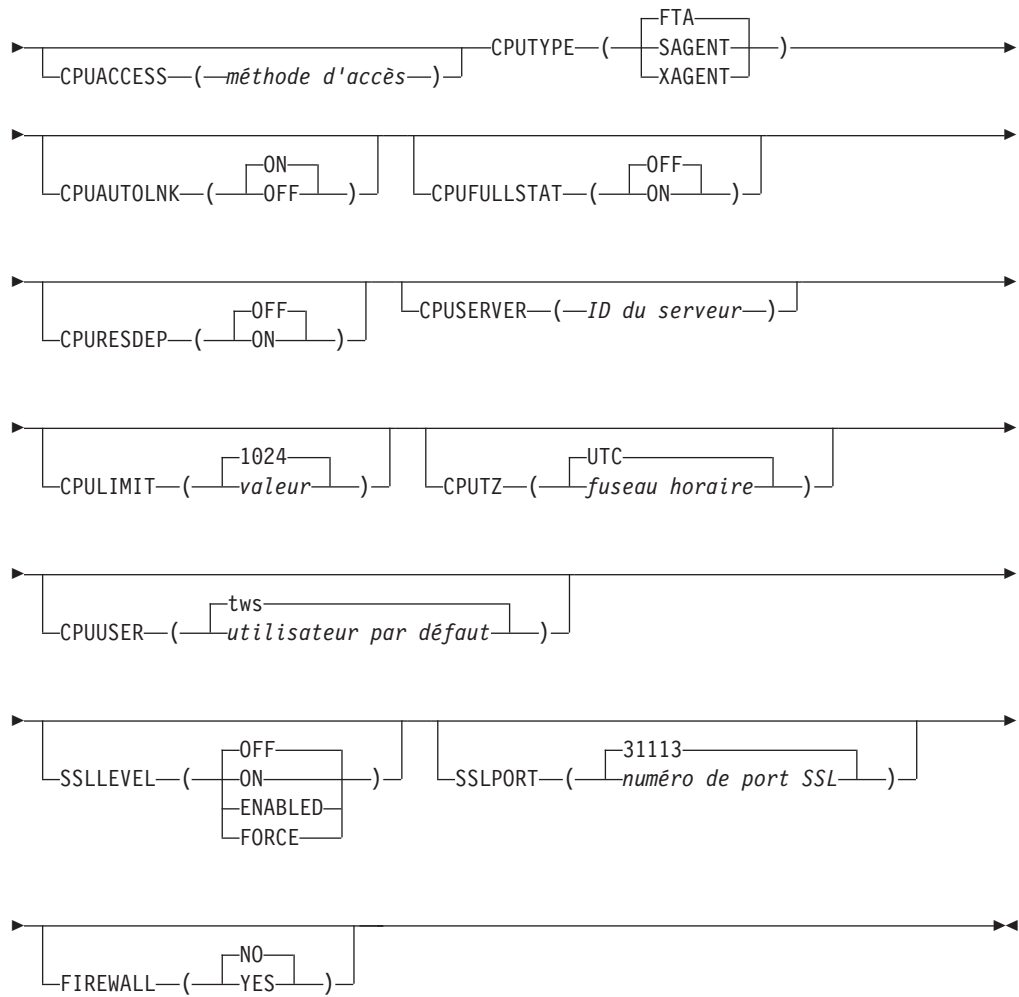 FTA
CPUACCESS ( méthode d'accès ) CPUTYPE ( SAGENT )
XAGENT
ON OFF
CPUAUTOLNK ( OFF ) CPUFULLSTAT ( ON )
OFF
CPURESDEP ( ON ) CPUSERVER ( ID du serveur )
1024 UTC
CPULIMIT ( valeur ) CPUTZ ( fuseau horaire )
tws
CPUUSER ( utilisateur par défaut )
OFF 31113
SSLLEVEL ( ON ) SSLPORT ( numéro de port SSL )
ENABLED
FORCE
NO
FIREWALL ( YES )